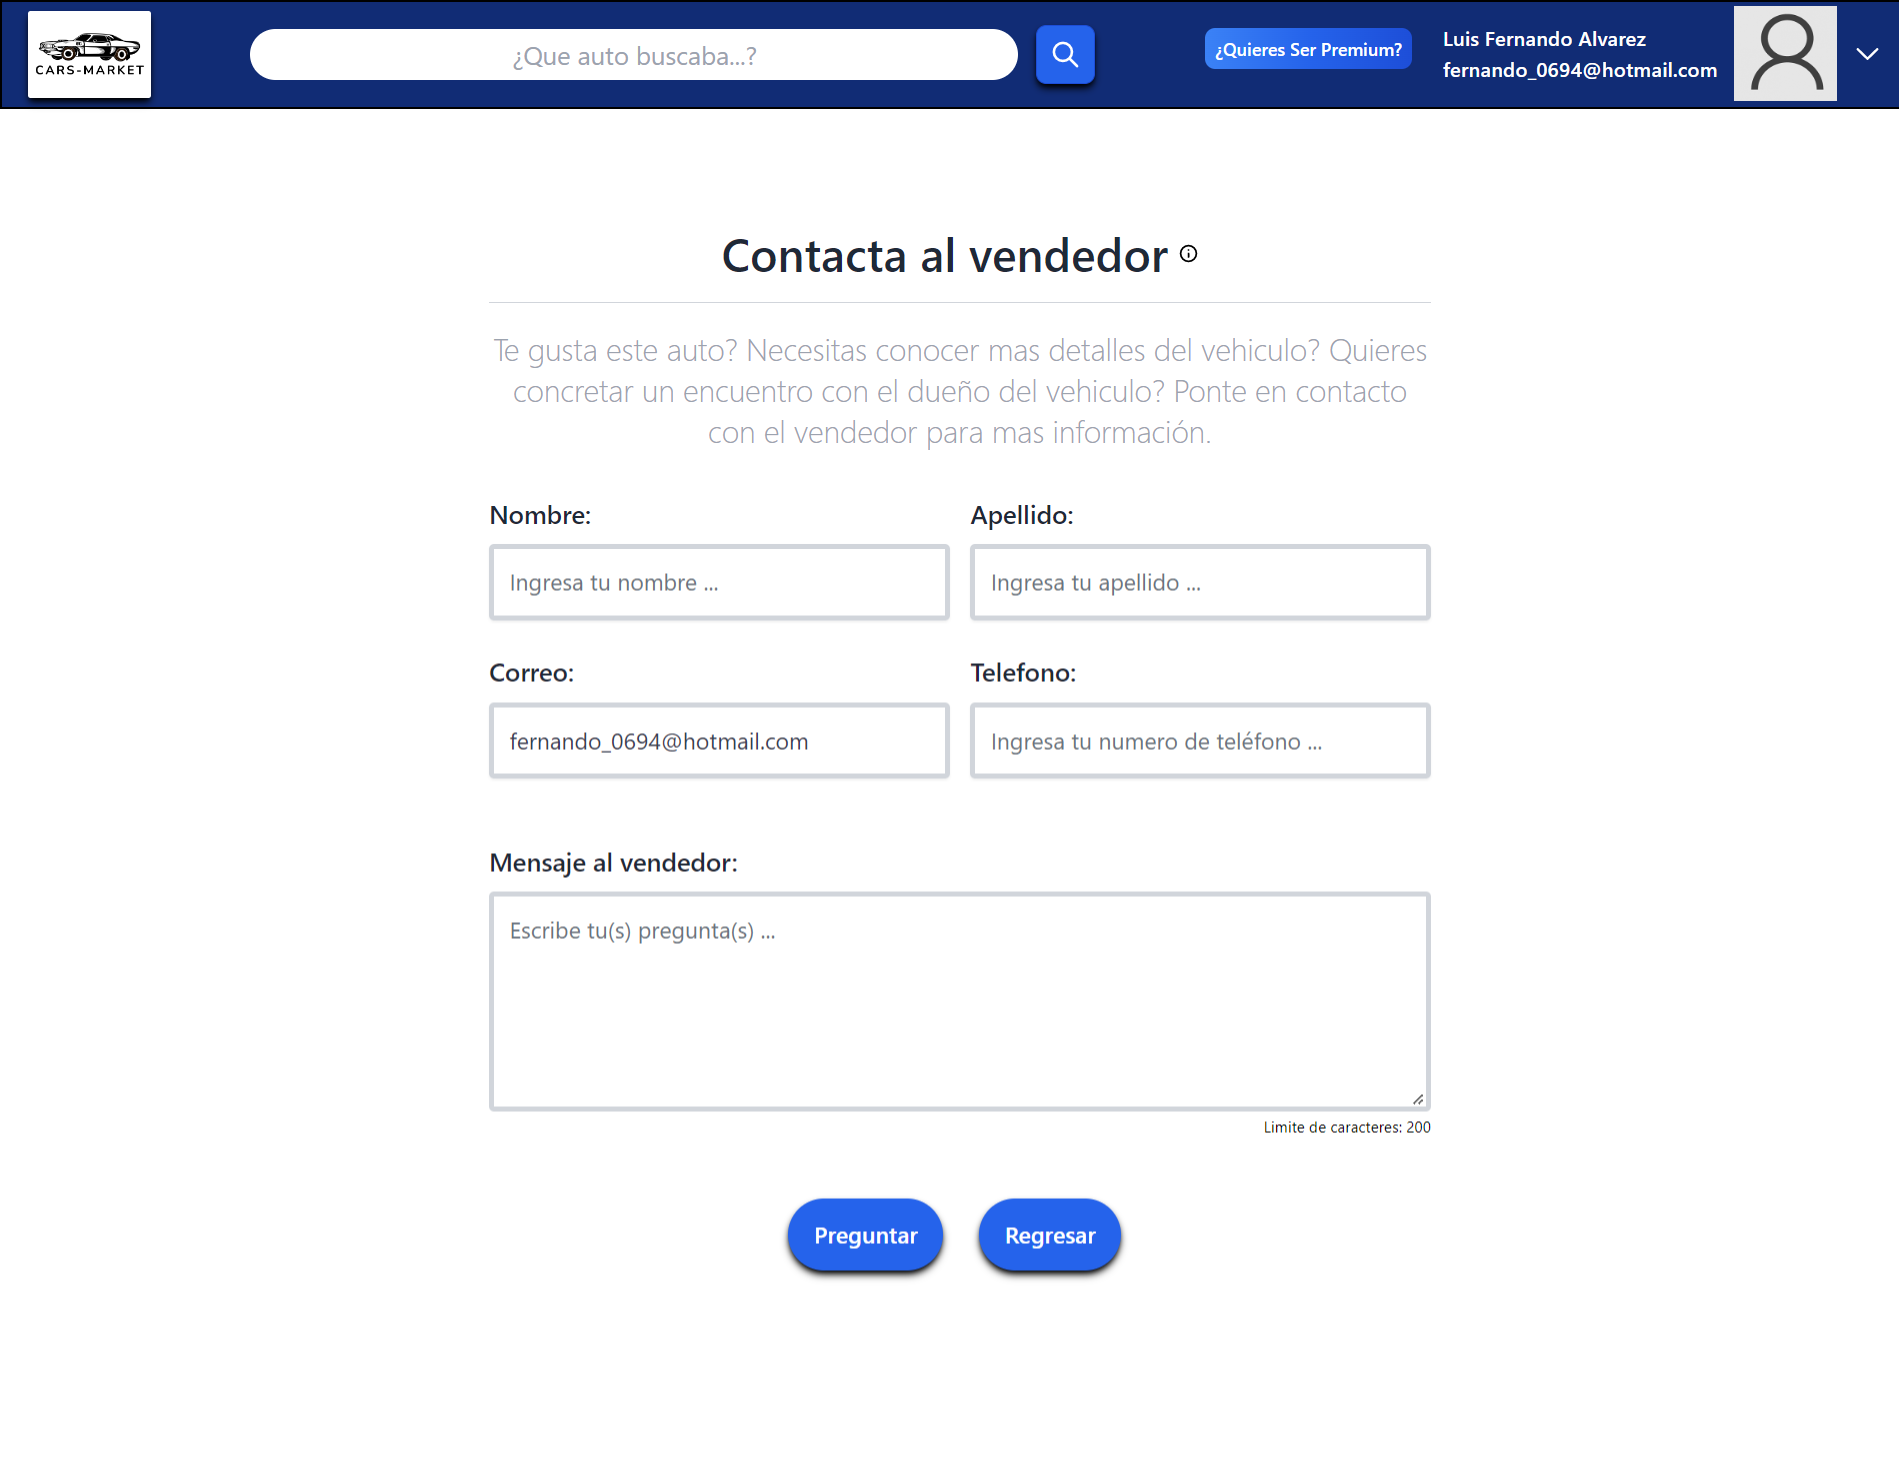 CARS-MARKET
¿Que auto buscaba...?
¿Quieres Ser Premium?
Luis Fernando Alvarez
fernando_0694@hotmail.com
Contacta al vendedor
Te gusta este auto? Necesitas conocer mas detalles del vehiculo? Quieres
concretar un encuentro con el dueño del vehiculo? Ponte en contacto
con el vendedor para mas información.
Nombre:
Apellido:
Ingresa tu nombre ...
Ingresa tu apellido ...
Correo:
Telefono:
fernando_0694@hotmail.com
Ingresa tu numero de teléfono ...
Mensaje al vendedor:
Escribe tu(s) pregunta(s) ...
Limite de caracteres: 200
Preguntar
Regresar